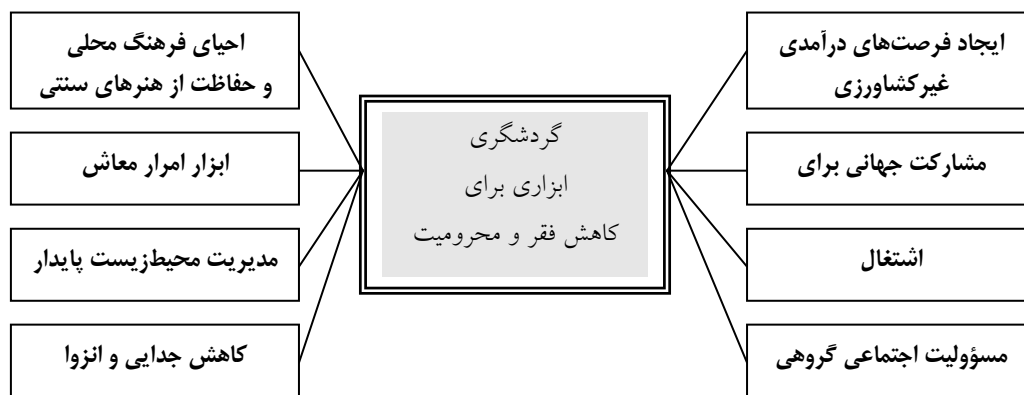 ایجاد فرصت‌های درآمدی
غیرکشاورزی
مشارکت جهانی برای
اشتغال
مسؤولیت اجتماعی گروهی
گردشگری
ابزاری برای
کاهش فقر و محرومیت
احیای فرهنگ محلی
و حفاظت از هنرهای سنتی
ابزار امرار معاش
مدیریت محیط‌زیست پایدار
کاهش جدایی و انزوا